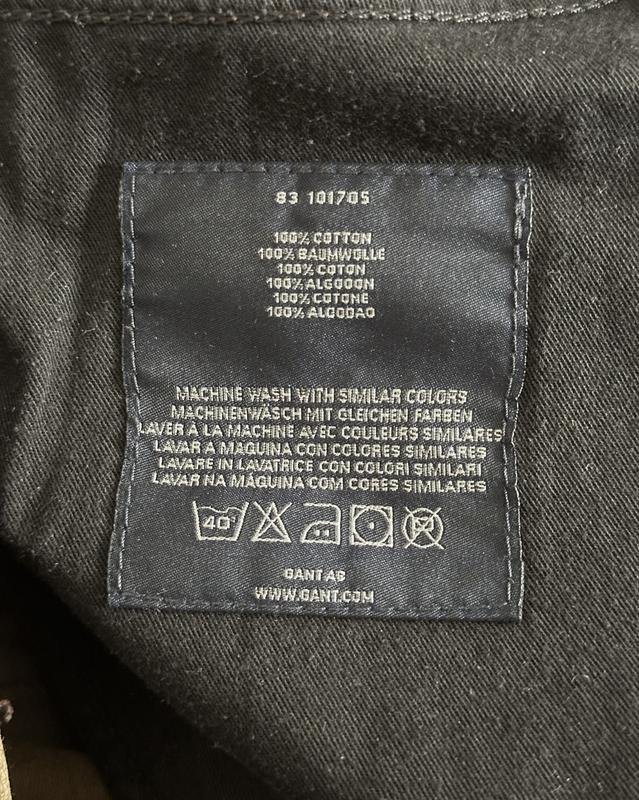 83 101705
100% COTTON
100% BAUMWOLLE
100% COTON
100% ALGODON
100% COTONE
100% ALGODAO
MACHINE WASH WITH SIMILAR COLORS
MACHINENWÄSCH MIT GLEICHEN FARBEN
LAVER À LA MACHINE AVEC COULEURS SIMILARES
LAVAR A MAQUINA CON COLORES SIMILARES
LAVARE IN LAVATRICE CON COLORI SIMILARI
LAVAR NA MÁQUINA COM CORES SIMILARES
40°
GANT AB
WWW.GANT.COM